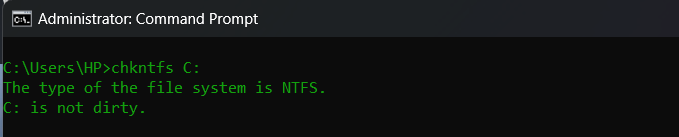 Administrator: Command Prompt
C:\Users\HP>chkntfs C:
The type of the file system is NTFS.
C: is not dirty.